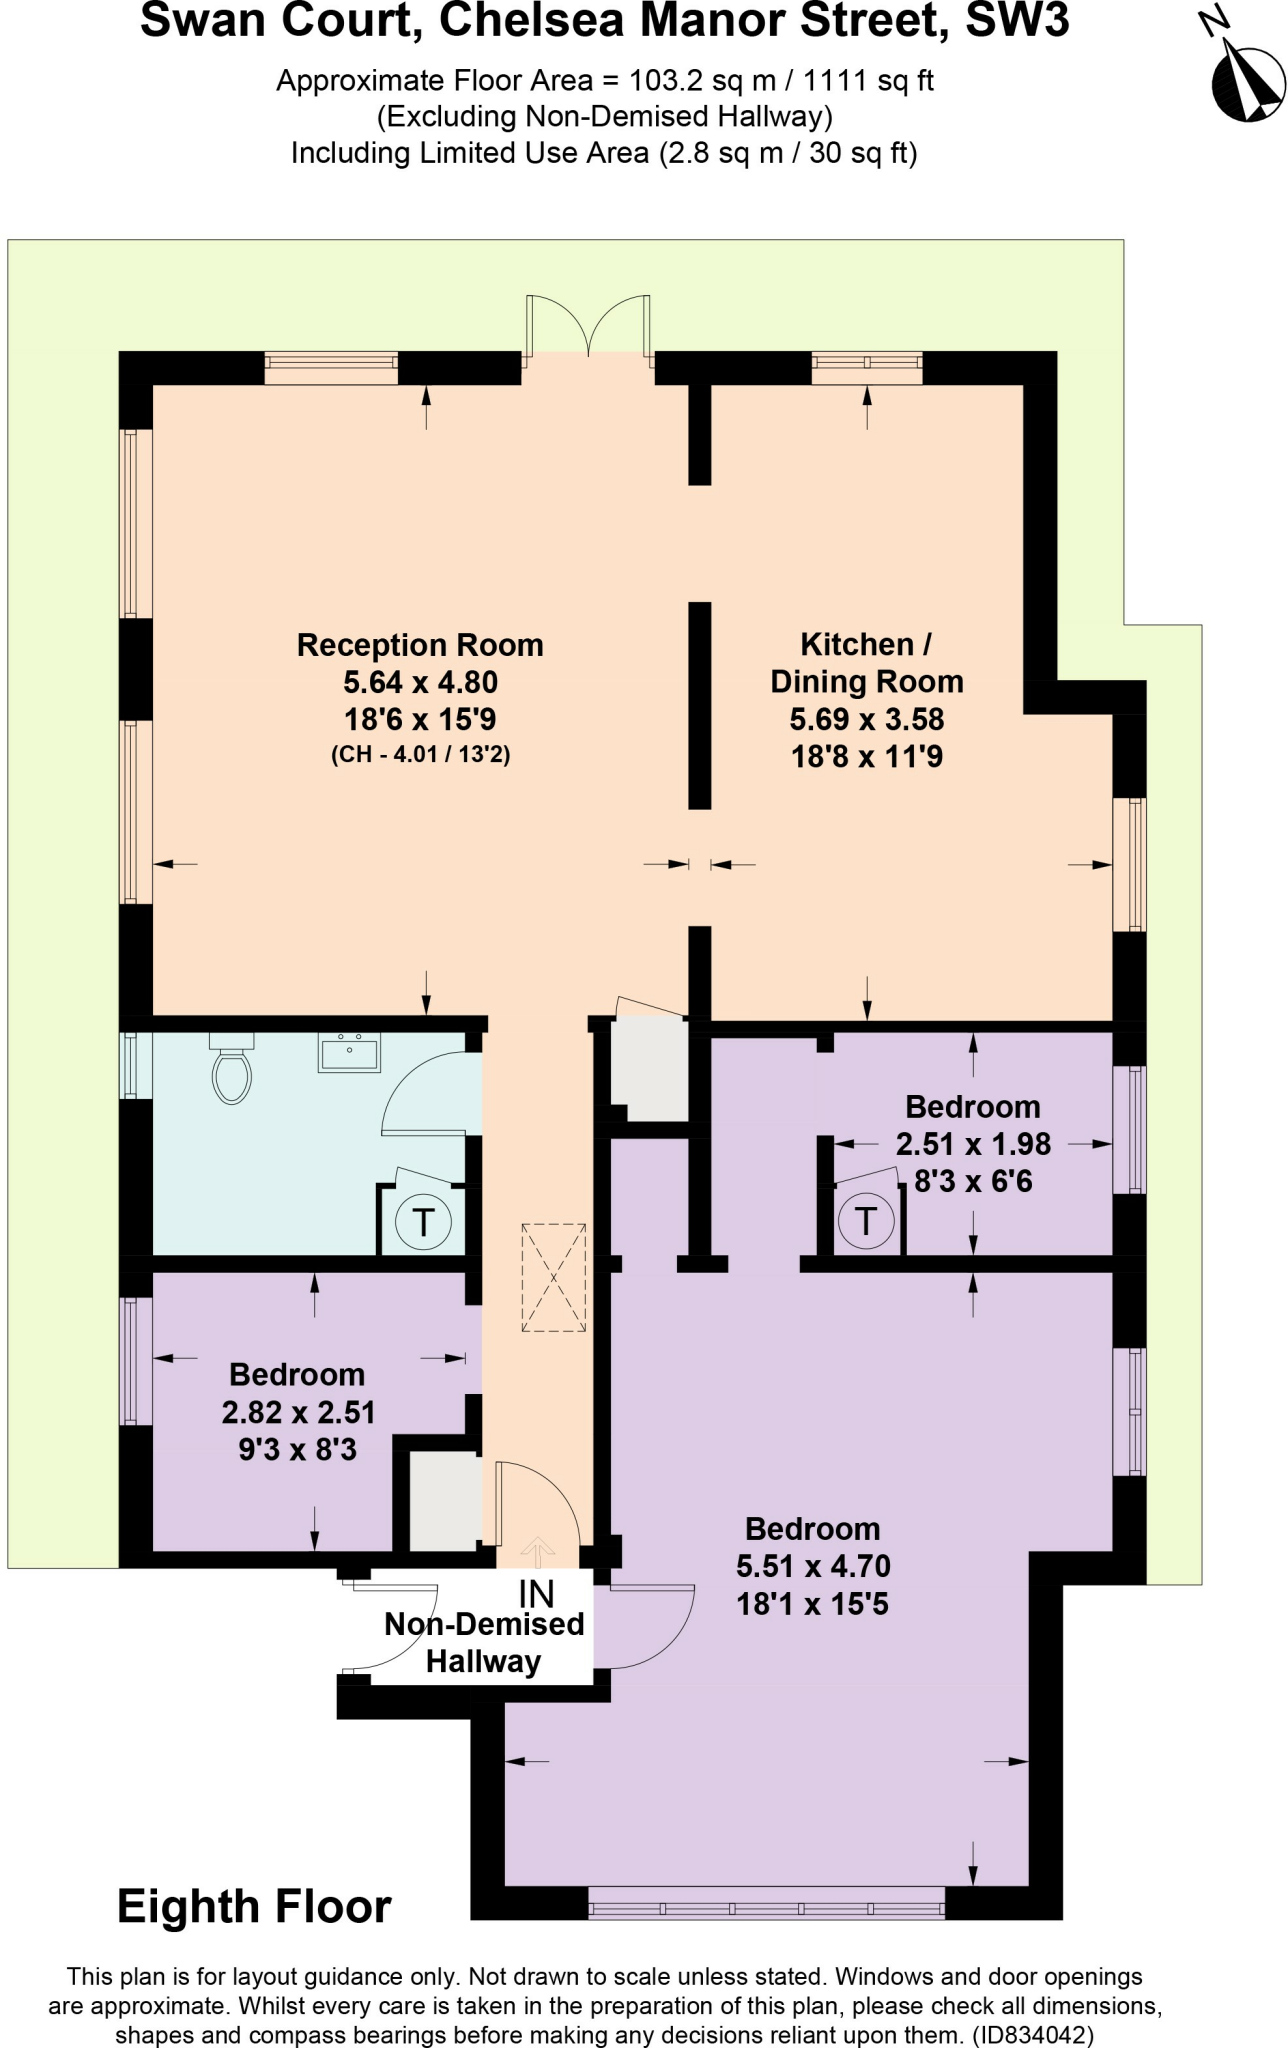 Swan Court, Chelsea Manor Street, SW3
N
Approximate Floor Area = 103.2 sq m / 1111 sq ft
(Excluding Non-Demised Hallway)
Including Limited Use Area (2.8 sq m / 30 sq ft)
Reception Room
5.64 x 4.80
18'6 x 15'9
(CH - 4.01 / 13'2)
Kitchen /
Dining Room
5.69 x 3.58
18'8 x 11'9
Bedroom
2.51 x 1.98
8'3 x 6'6
T
T
Bedroom
2.82 x 2.51
9'3 x 8'3
Bedroom
5.51 x 4.70
18'1 x 15'5
IN
Non-Demised
Hallway
Eighth Floor
This plan is for layout guidance only. Not drawn to scale unless stated. Windows and door openings
are approximate. Whilst every care is taken in the preparation of this plan, please check all dimensions,
shapes and compass bearings before making any decisions reliant upon them. (ID834042)